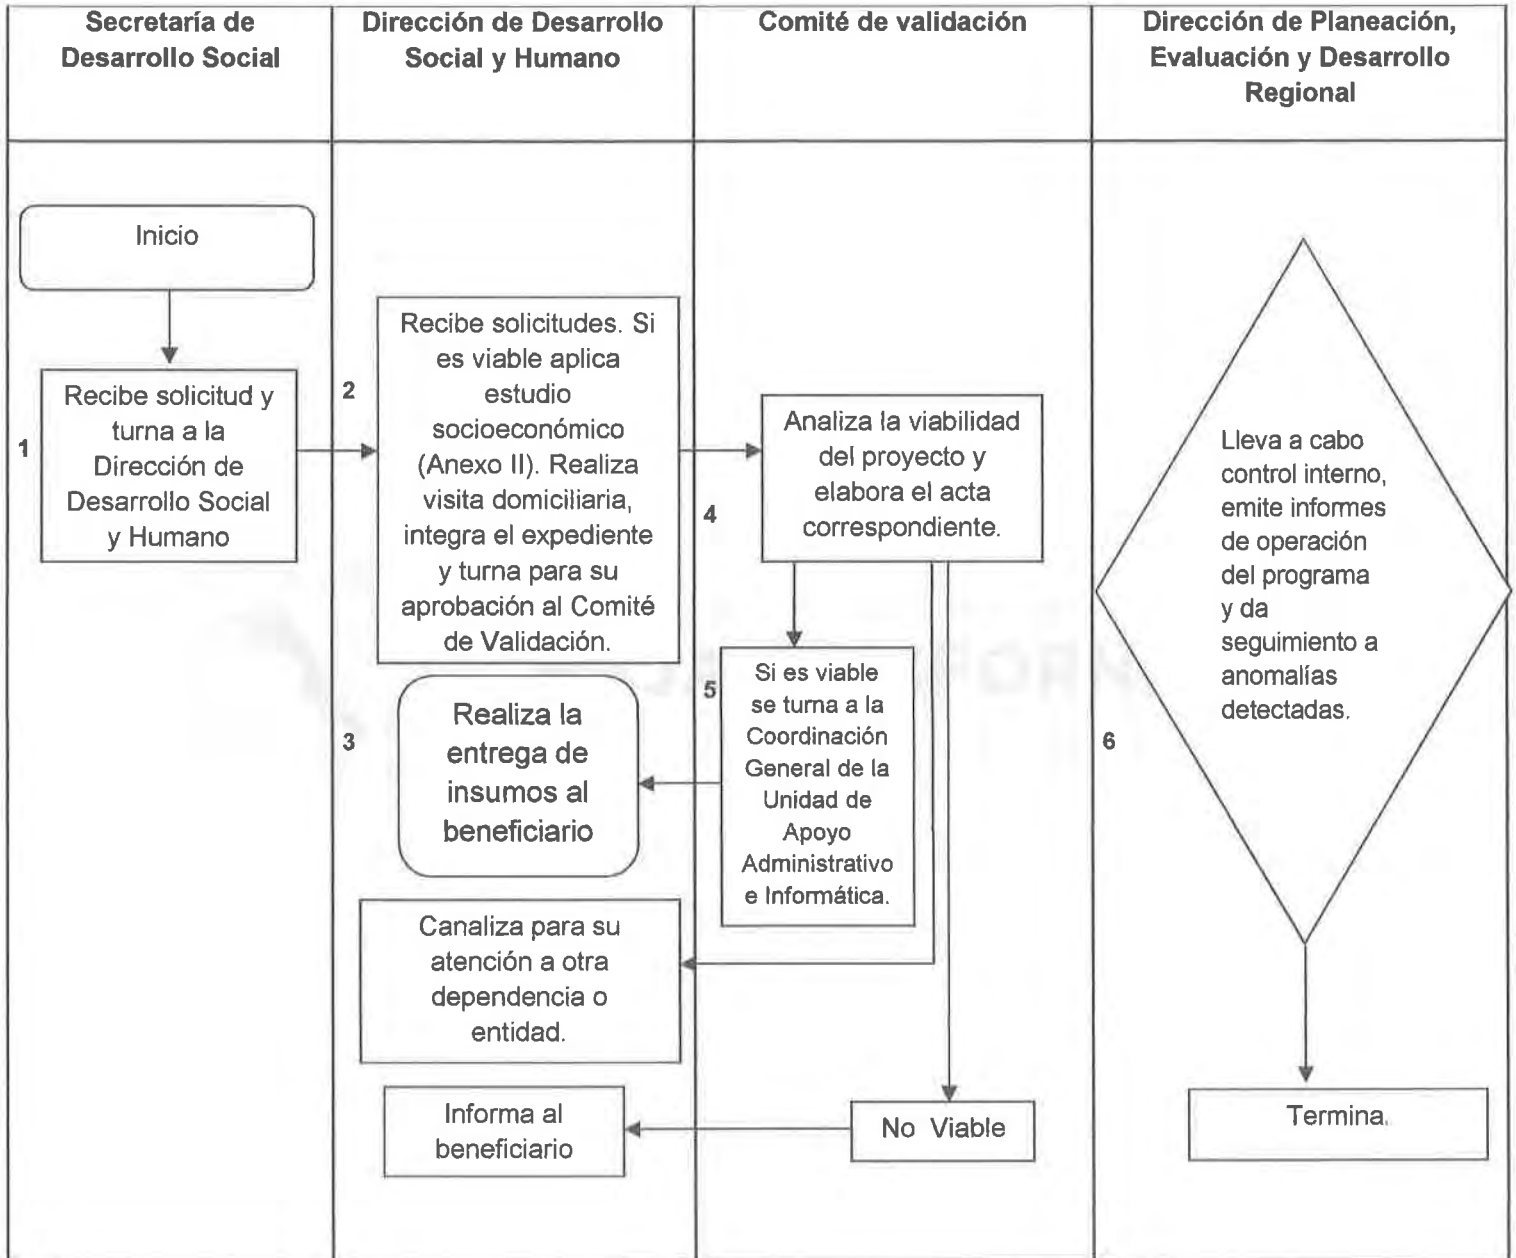 Secretaría de
Desarrollo Social
Dirección de Desarrollo
Social y Humano
Comité de validación
Dirección de Planeación,
Evaluación y Desarrollo
Regional
Inicio
1
Recibe solicitud y
turna a la
Dirección de
Desarrollo Social
y Humano
2
Recibe solicitudes. Si
es viable aplica
estudio
socioeconómico
(Anexo II). Realiza
visita domiciliaria,
integra el expediente
y turna para su
aprobación al Comité
de Validación.
3
Realiza la
entrega de
insumos al
beneficiario
Canaliza para su
atención a otra
dependencia o
entidad.
Informa al
beneficiario
4
Analiza la viabilidad
del proyecto y
elabora el acta
correspondiente.
5
Si es viable
se turna a la
Coordinación
General de la
Unidad de
Apoyo
Administrativo
e Informática.
No Viable
6
Lleva a cabo
control interno,
emite informes
de operación
del programa
y da
seguimiento a
anomalías
detectadas.
Termina.